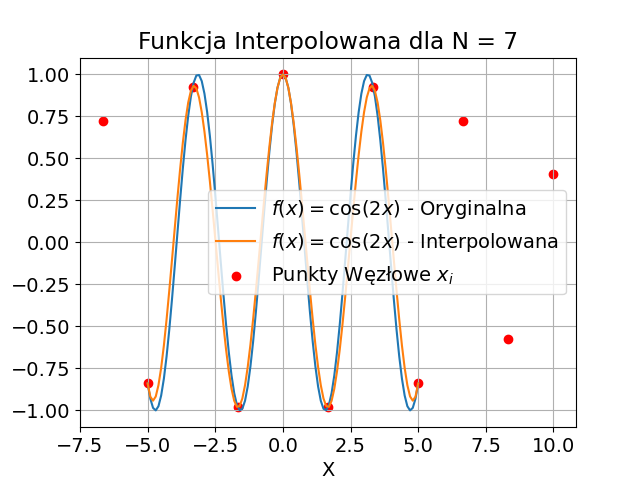 Funkcja Interpolowana dla N = 7
1.00
0.75
0.50
0.25
0.00
−0.25
−0.50
−0.75
−1.00
f(x) = cos(2x) - Oryginalna
f(x) = cos(2x) - Interpolowana
Punkty Węzłowe x_i
−7.5 −5.0 −2.5 0.0 2.5 5.0 7.5 10.0
X